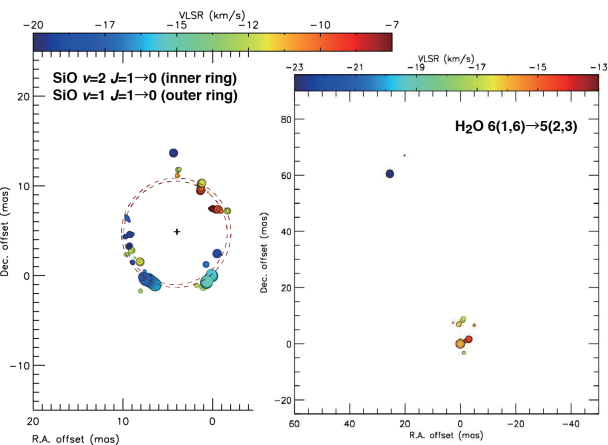 VLSR (km/s)
−20 −17 −15 −12 −10 −7
SiO v=2 J=1→0 (inner ring)
SiO v=1 J=1→0 (outer ring)
20
10
0
−10
Dec. offset (mas)
20 10 0
R.A. offset (mas)
VLSR (km/s)
−23 −21 −19 −17 −15 −13
H₂O 6(1,6)→5(2,3)
80
60
40
20
0
−20
Dec. offset (mas)
60 40 20 0 −20 −40
R.A. offset (mas)